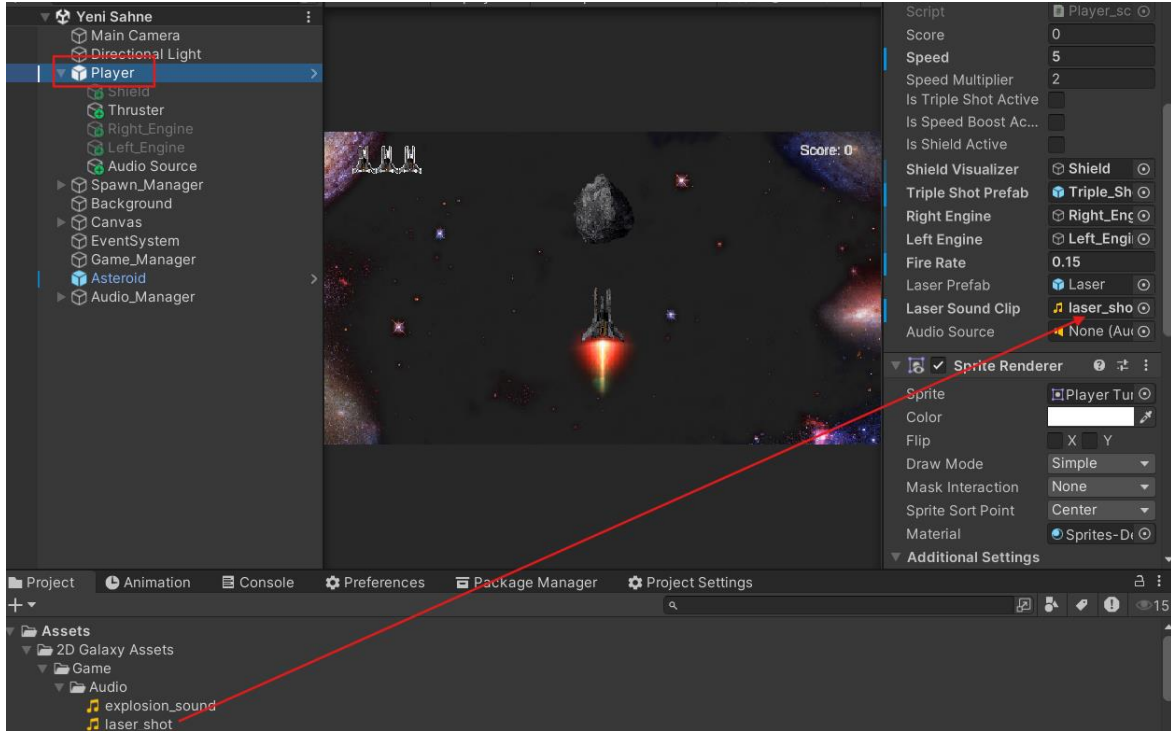 Yeni Sahne
Main Camera
Directional Light
Player
Shield
Thruster
Right_Engine
Left_Engine
Audio Source
Spawn_Manager
Background
Canvas
EventSystem
Game_Manager
Asteroid
Audio_Manager
Score: 0
Script Player_sc
Score 0
Speed 5
Speed Multiplier 2
Is Triple Shot Active
Is Speed Boost Ac...
Is Shield Active
Shield Visualizer Shield
Triple Shot Prefab Triple_Sh
Right Engine Right_Eng
Left Engine Left_Engi
Fire Rate 0.15
Laser Prefab Laser
Laser Sound Clip laser_sho
Audio Source None (Aud
Sprite Renderer
Sprite Player Tur
Color
Flip X Y
Draw Mode Simple
Mask Interaction None
Sprite Sort Point Center
Material Sprites-De
Additional Settings
Project Animation Console Preferences Package Manager Project Settings
15
Assets
2D Galaxy Assets
Game
Audio
explosion_sound
laser_shot